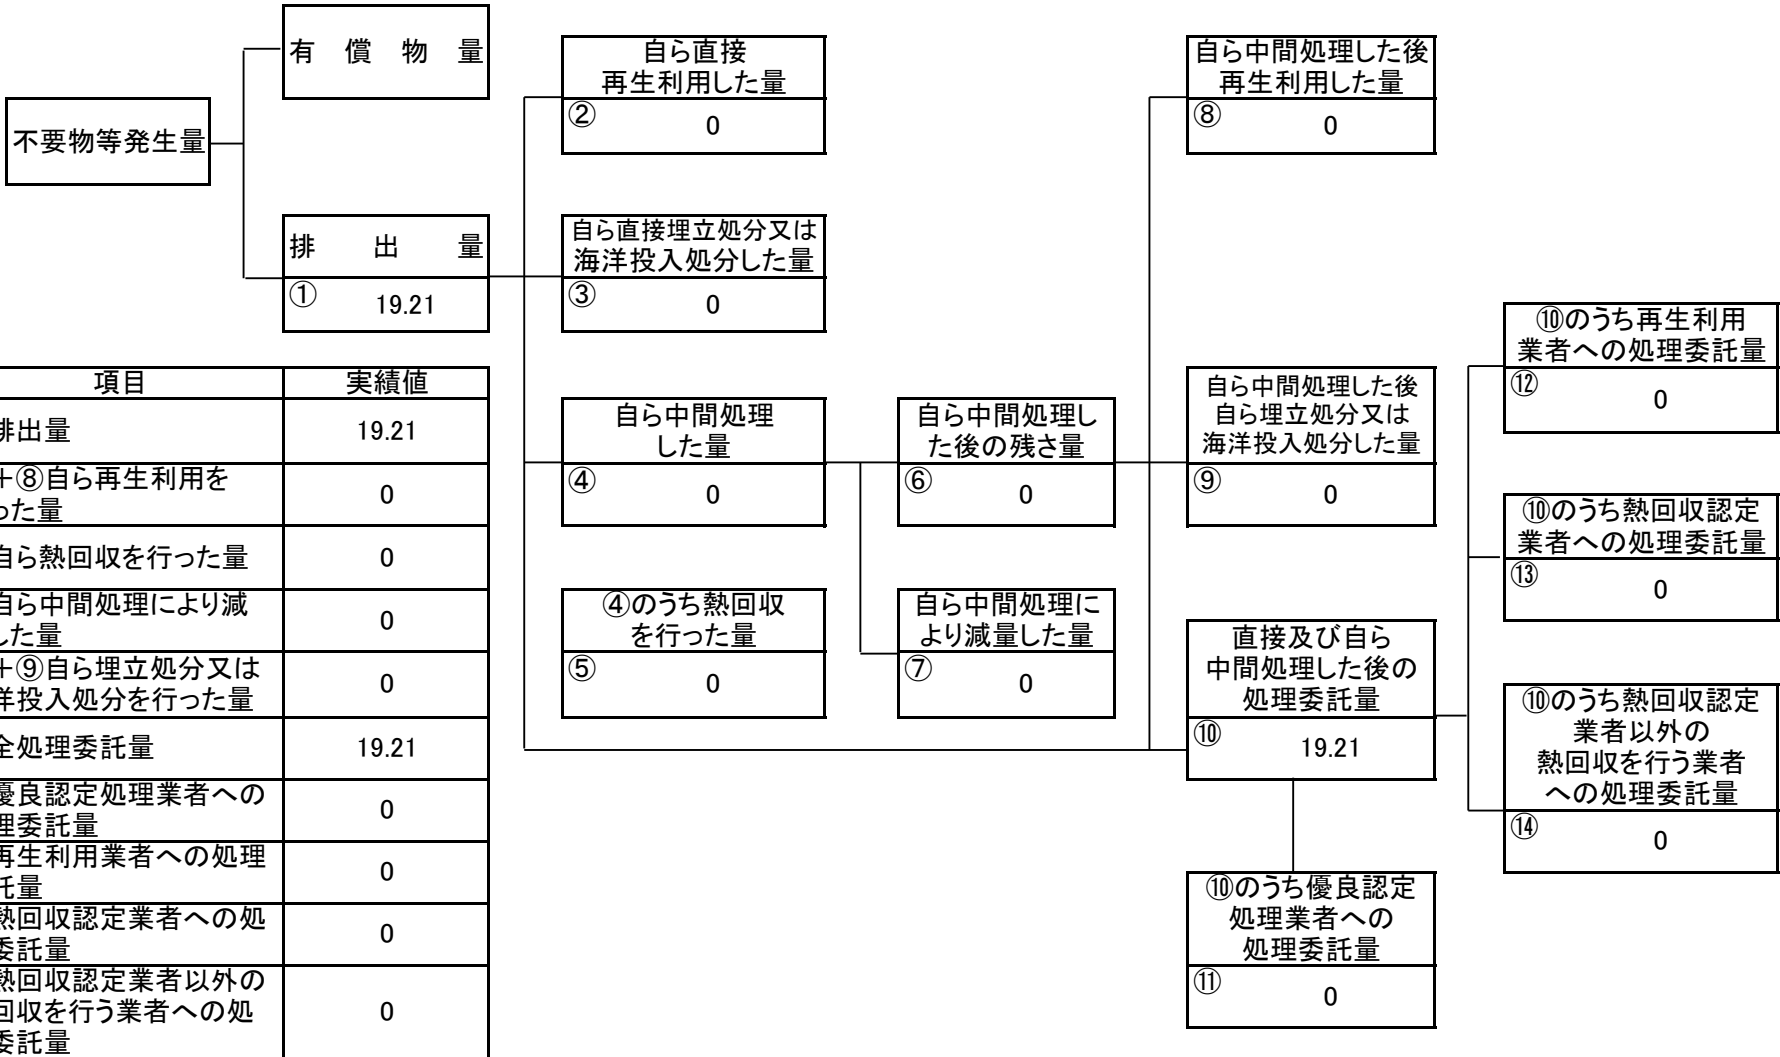 有償物量
不要物等発生量
排出量
① 19.21
自ら直接
再生利用した量
② 0
自ら直接埋立処分又は
海洋投入処分した量
③ 0
自ら中間処理
した量
④ 0
④のうち熱回収
を行った量
⑤ 0
自ら中間処理し
た後の残さ量
⑥ 0
自ら中間処理に
より減量した量
⑦ 0
自ら中間処理した後
再生利用した量
⑧ 0
自ら中間処理した後
自ら埋立処分又は
海洋投入処分した量
⑨ 0
直接及び自ら
中間処理した後の
処理委託量
⑩ 19.21
⑩のうち優良認定
処理業者への
処理委託量
⑪ 0
⑩のうち再生利用
業者への処理委託量
⑫ 0
⑩のうち熱回収認定
業者への処理委託量
⑬ 0
⑩のうち熱回収認定
業者以外の
熱回収を行う業者
への処理委託量
⑭ 0
項目 実績値
排出量 19.21
+⑧自ら再生利用を
った量 0
自ら熱回収を行った量 0
自ら中間処理により減
した量 0
+⑨自ら埋立処分又は
洋投入処分を行った量 0
全処理委託量 19.21
優良認定処理業者への
理委託量 0
再生利用業者への処理
託量 0
熱回収認定業者への処
委託量 0
熱回収認定業者以外の
回収を行う業者への処
委託量 0